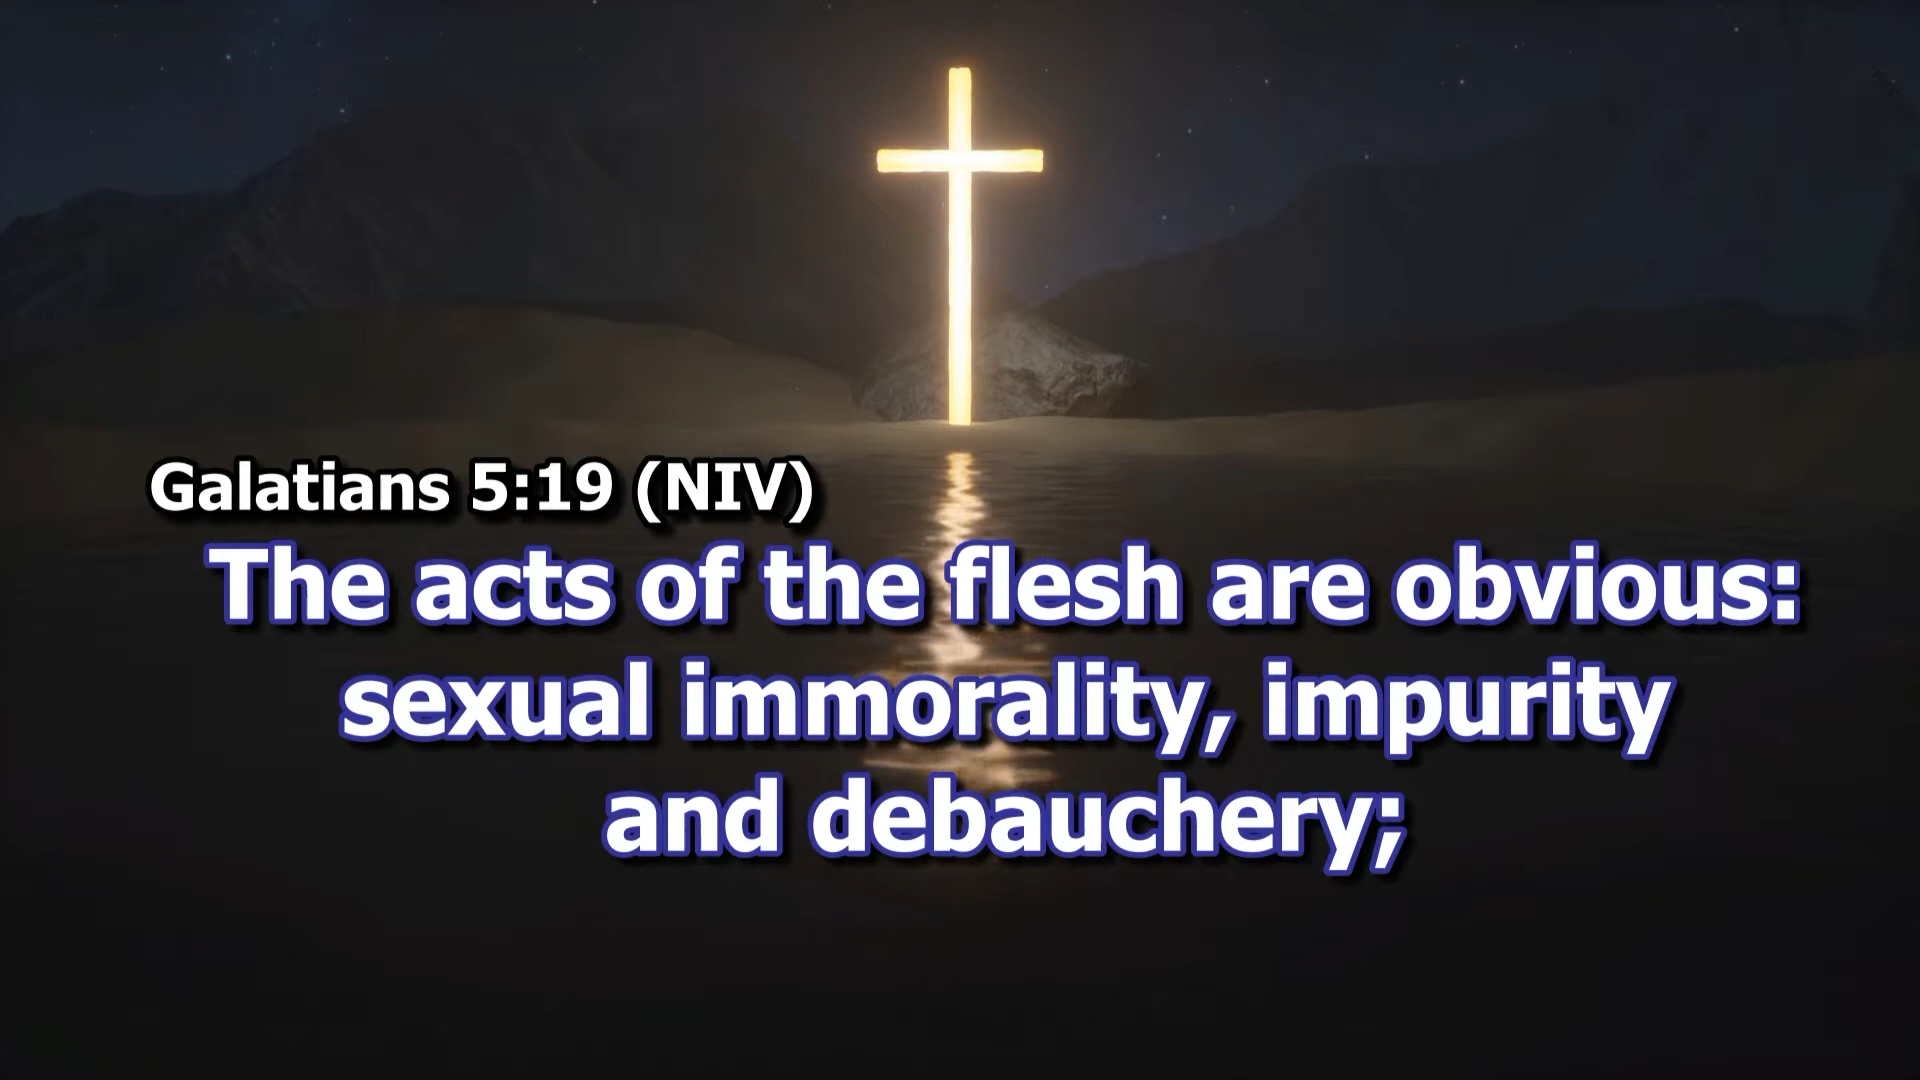 Galatians 5:19 (NIV)
The acts of the flesh are obvious:
sexual immorality, impurity
and debauchery;